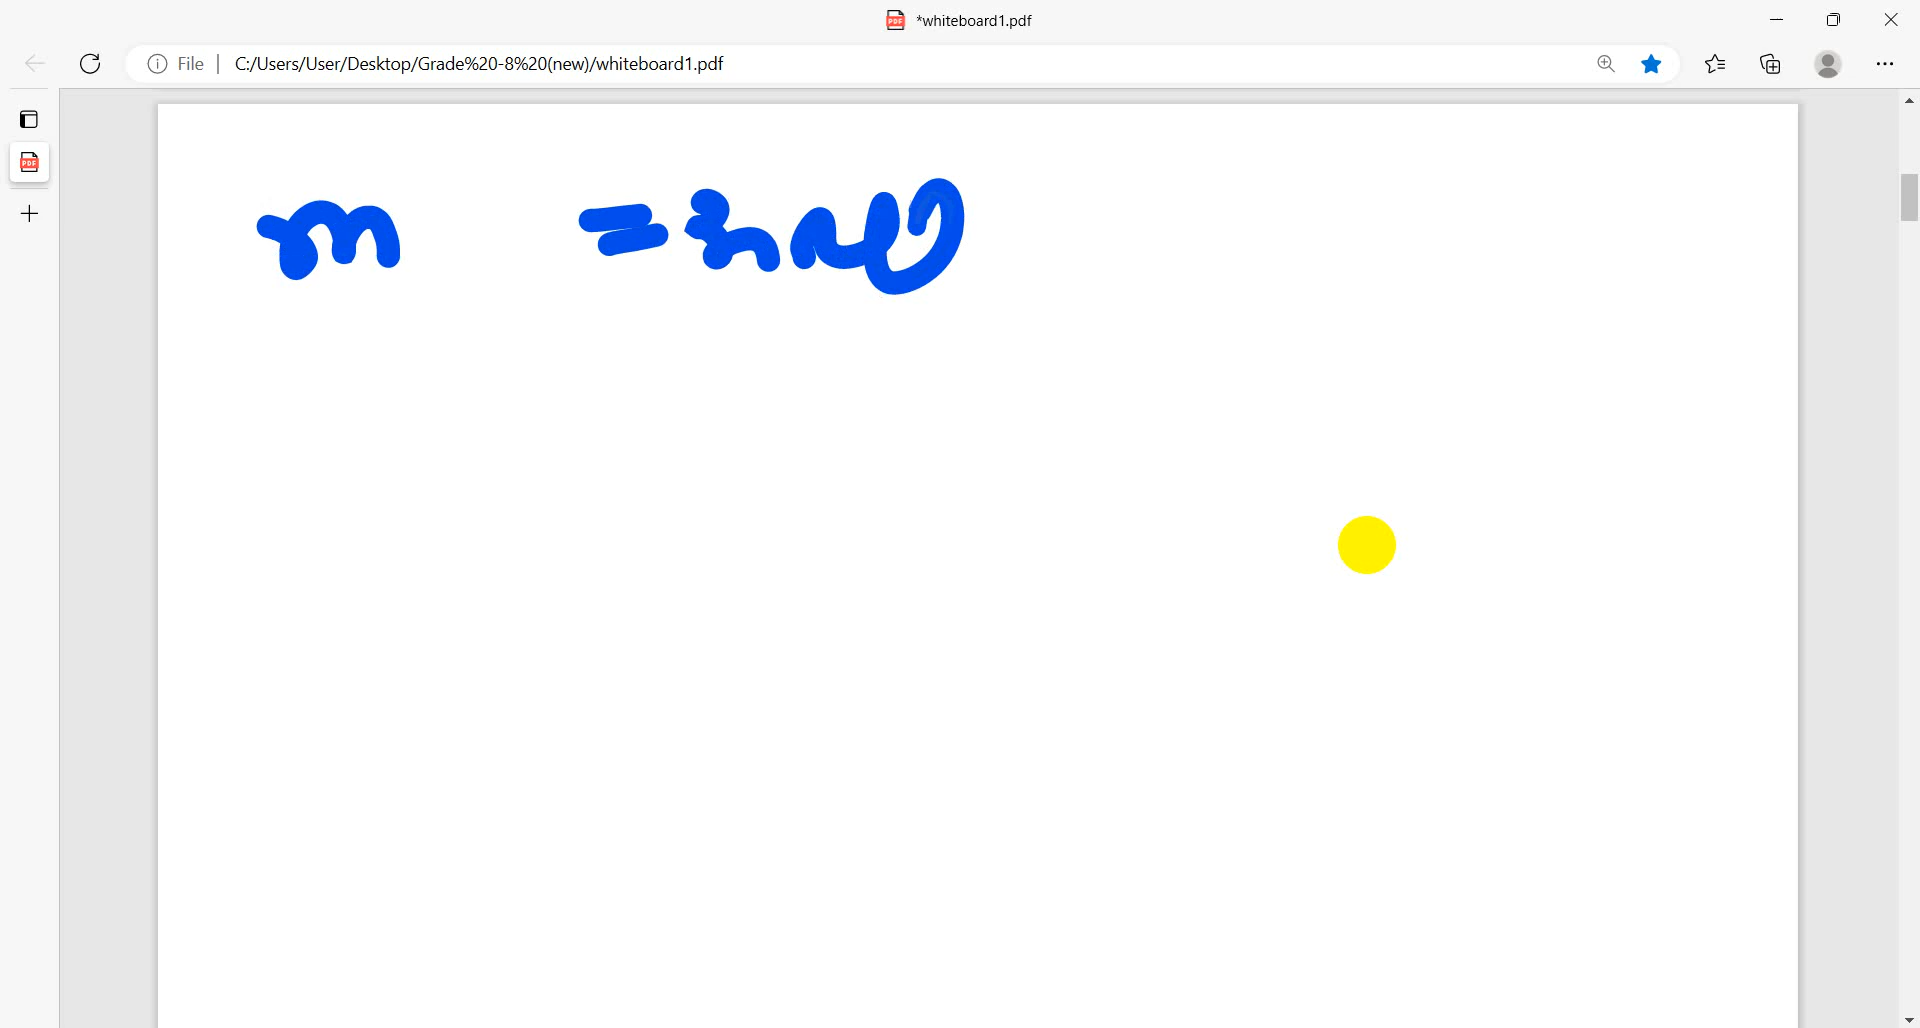 *whiteboard1.pdf
File | C:/Users/User/Desktop/Grade%20-8%20(new)/whiteboard1.pdf
m =